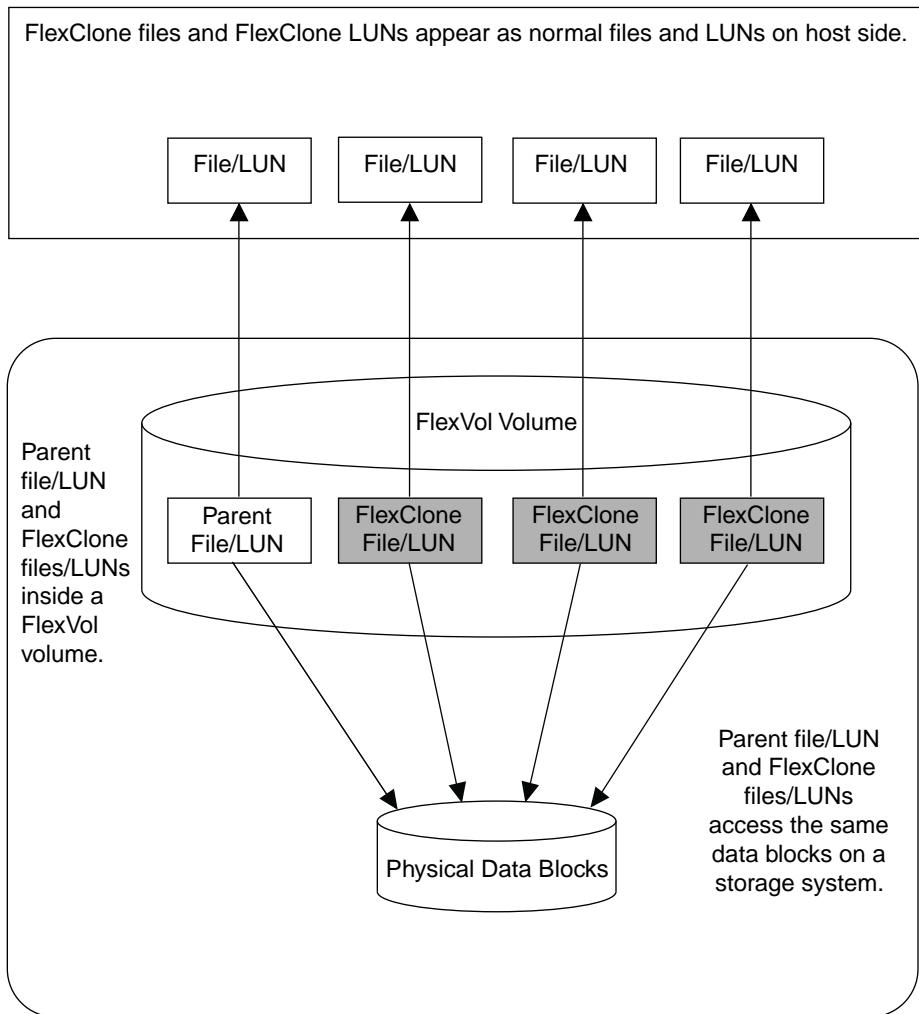 FlexClone files and FlexClone LUNs appear as normal files and LUNs on host side.
File/LUN
File/LUN
File/LUN
File/LUN
FlexVol Volume
Parent
file/LUN
and
FlexClone
files/LUNs
inside a
FlexVol
volume.
Parent
File/LUN
FlexClone
File/LUN
FlexClone
File/LUN
FlexClone
File/LUN
Parent file/LUN
and FlexClone
files/LUNs
access the same
data blocks on a
storage system.
Physical Data Blocks